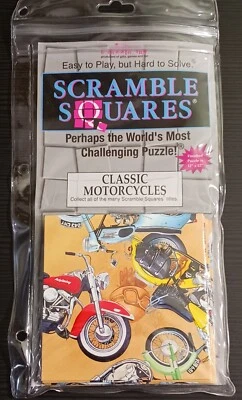 Easy to Play, but Hard to Solve.
SCRAMBLE
SQUARES®
Perhaps the World's Most
Challenging Puzzle!
CLASSIC
MOTORCYCLES
Collect all of the many Scramble Squares titles.